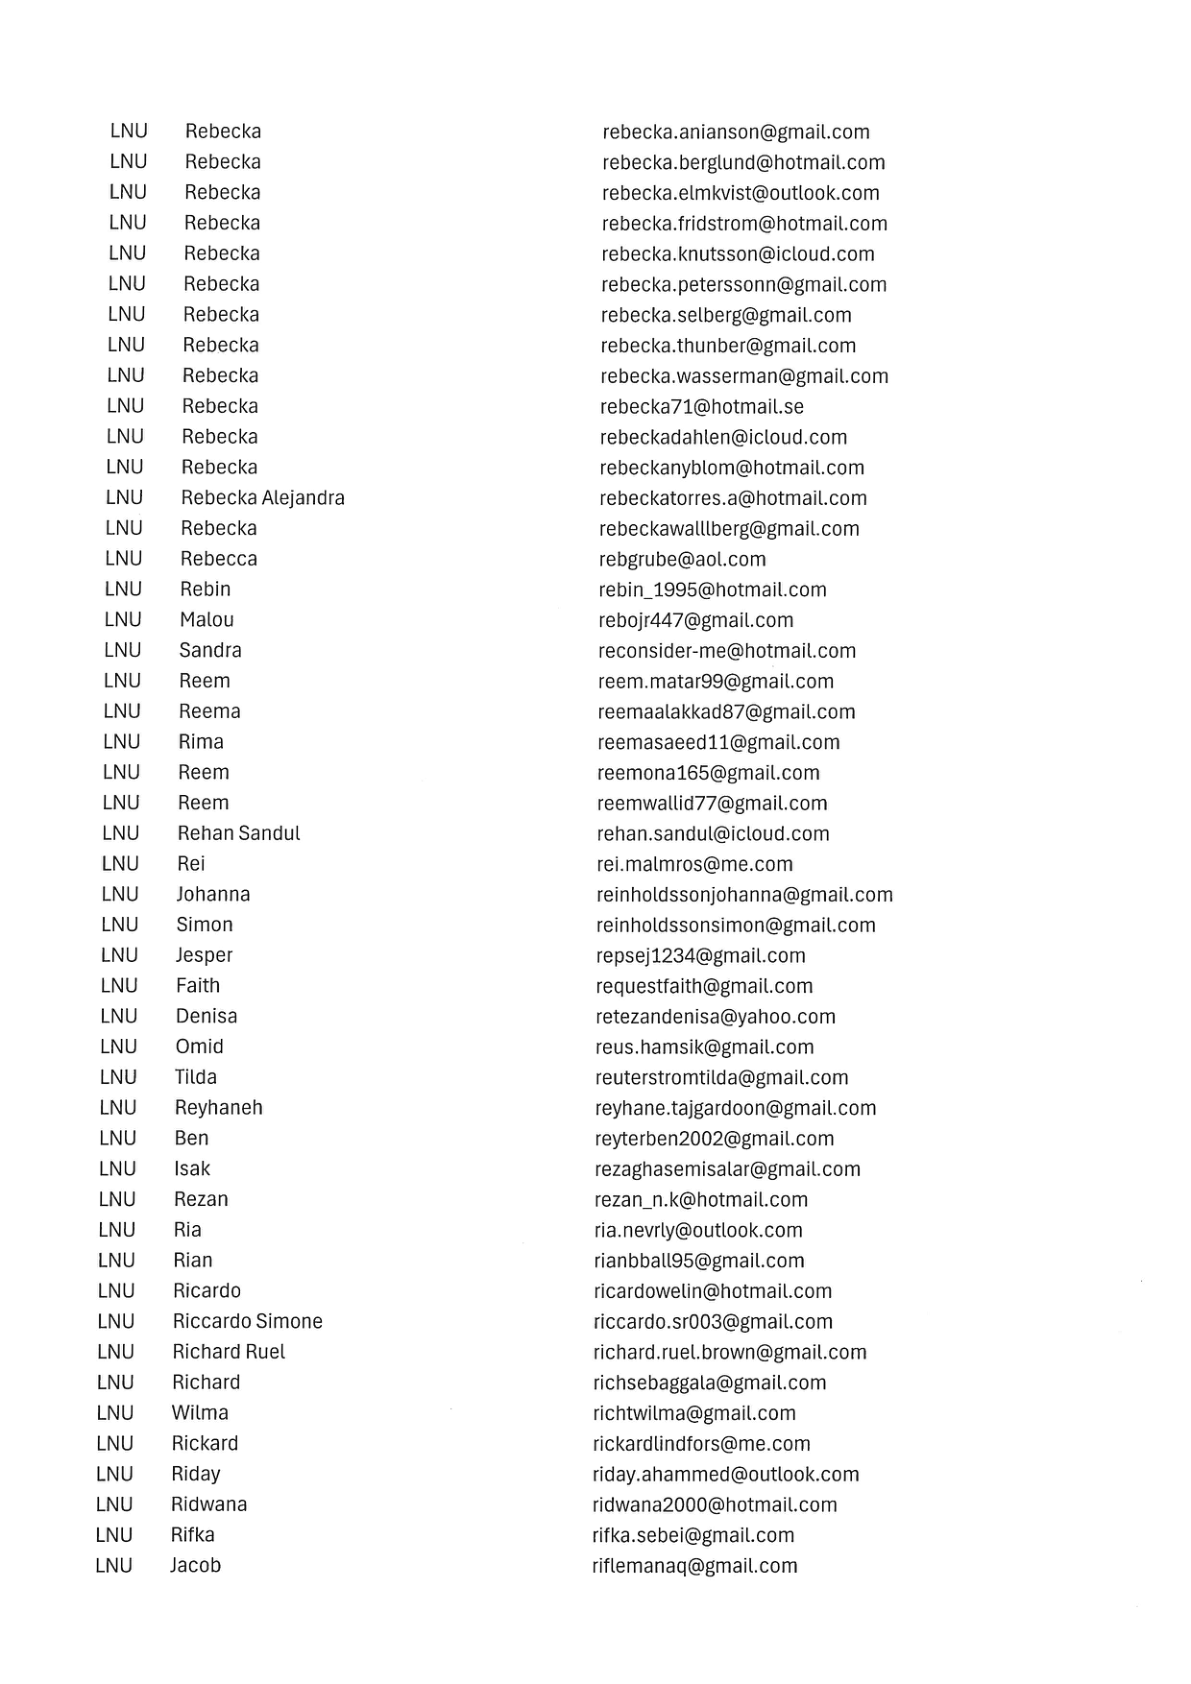 LNU Rebecka rebecka.anianson@gmail.com
LNU Rebecka rebecka.berglund@hotmail.com
LNU Rebecka rebecka.elmkvist@outlook.com
LNU Rebecka rebecka.fridstrom@hotmail.com
LNU Rebecka rebecka.knutsson@icloud.com
LNU Rebecka rebecka.peterssonn@gmail.com
LNU Rebecka rebecka.selberg@gmail.com
LNU Rebecka rebecka.thunber@gmail.com
LNU Rebecka rebecka.wasserman@gmail.com
LNU Rebecka rebecka71@hotmail.se
LNU Rebecka rebeckadahlen@icloud.com
LNU Rebecka rebeckanyblom@hotmail.com
LNU Rebecka Alejandra rebeckatorres.a@hotmail.com
LNU Rebecka rebeckawalllberg@gmail.com
LNU Rebecca rebgrube@aol.com
LNU Rebin rebin_1995@hotmail.com
LNU Malou rebojr447@gmail.com
LNU Sandra reconsider-me@hotmail.com
LNU Reem reem.matar99@gmail.com
LNU Reema reemaalakkad87@gmail.com
LNU Rima reemasaeed11@gmail.com
LNU Reem reemona165@gmail.com
LNU Reem reemwallid77@gmail.com
LNU Rehan Sandul rehan.sandul@icloud.com
LNU Rei rei.malmros@me.com
LNU Johanna reinholdssonjohanna@gmail.com
LNU Simon reinholdssonsimon@gmail.com
LNU Jesper repsej1234@gmail.com
LNU Faith requestfaith@gmail.com
LNU Denisa retezandenisa@yahoo.com
LNU Omid reus.hamsik@gmail.com
LNU Tilda reuterstromtilda@gmail.com
LNU Reyhaneh reyhane.tajgardoon@gmail.com
LNU Ben reyterben2002@gmail.com
LNU Isak rezaghasemisalar@gmail.com
LNU Rezan rezan_n.k@hotmail.com
LNU Ria ria.nevrly@outlook.com
LNU Rian rianbball95@gmail.com
LNU Ricardo ricardowelin@hotmail.com
LNU Riccardo Simone riccardo.sr003@gmail.com
LNU Richard Ruel richard.ruel.brown@gmail.com
LNU Richard richsebaggala@gmail.com
LNU Wilma richtwilma@gmail.com
LNU Rickard rickardlindfors@me.com
LNU Riday riday.ahammed@outlook.com
LNU Ridwana ridwana2000@hotmail.com
LNU Rifka rifka.sebei@gmail.com
LNU Jacob riflemanaq@gmail.com